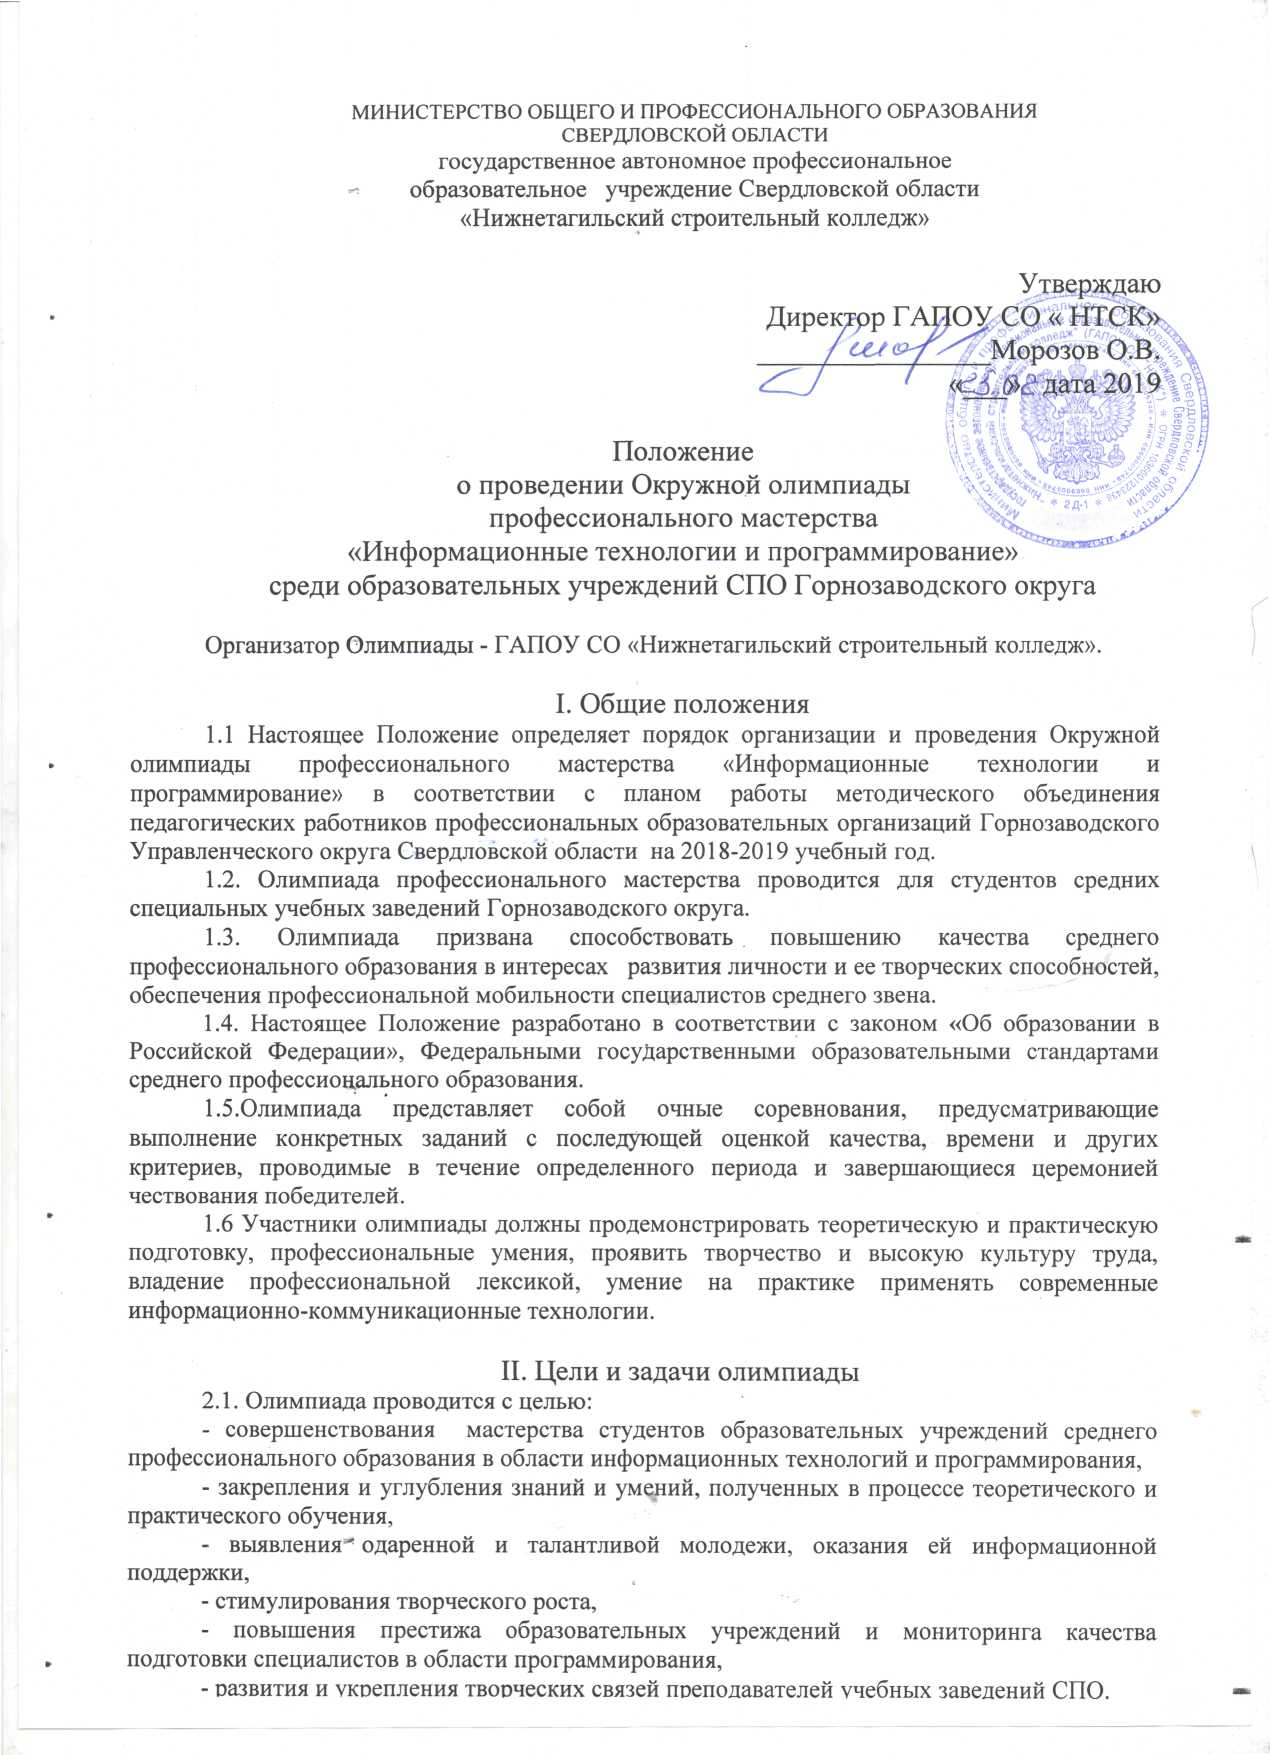 МИНИСТЕРСТВО ОБЩЕГО И ПРОФЕССИОНАЛЬНОГО ОБРАЗОВАНИЯ
СВЕРДЛОВСКОЙ ОБЛАСТИ
государственное автономное профессиональное
образовательное учреждение Свердловской области
«Нижнетагильский строительный колледж»
Утверждаю
Директор ГАПОУ СО « НТСК»
Морозов О.В.
« » дата 2019
Положение
о проведении Окружной олимпиады
профессионального мастерства
«Информационные технологии и программирование»
среди образовательных учреждений СПО Горнозаводского округа
Организатор Олимпиады - ГАПОУ СО «Нижнетагильский строительный колледж».
I. Общие положения
1.1 Настоящее Положение определяет порядок организации и проведения Окружной
олимпиады профессионального мастерства «Информационные технологии и
программирование» в соответствии с планом работы методического объединения
педагогических работников профессиональных образовательных организаций Горнозаводского
Управленческого округа Свердловской области на 2018-2019 учебный год.
1.2. Олимпиада профессионального мастерства проводится для студентов средних
специальных учебных заведений Горнозаводского округа.
1.3. Олимпиада призвана способствовать повышению качества среднего
профессионального образования в интересах развития личности и ее творческих способностей,
обеспечения профессиональной мобильности специалистов среднего звена.
1.4. Настоящее Положение разработано в соответствии с законом «Об образовании в
Российской Федерации», Федеральными государственными образовательными стандартами
среднего профессионального образования.
1.5.Олимпиада представляет собой очные соревнования, предусматривающие
выполнение конкретных заданий с последующей оценкой качества, времени и других
критериев, проводимые в течение определенного периода и завершающиеся церемонией
чествования победителей.
1.6 Участники олимпиады должны продемонстрировать теоретическую и практическую
подготовку, профессиональные умения, проявить творчество и высокую культуру труда,
владение профессиональной лексикой, умение на практике применять современные
информационно-коммуникационные технологии.
II. Цели и задачи олимпиады
2.1. Олимпиада проводится с целью:
- совершенствования мастерства студентов образовательных учреждений среднего
профессионального образования в области информационных технологий и программирования,
- закрепления и углубления знаний и умений, полученных в процессе теоретического и
практического обучения,
- выявления одаренной и талантливой молодежи, оказания ей информационной
поддержки,
- стимулирования творческого роста,
- повышения престижа образовательных учреждений и мониторинга качества
подготовки специалистов в области программирования,
- развития и укрепления творческих связей преподавателей учебных заведений СПО.